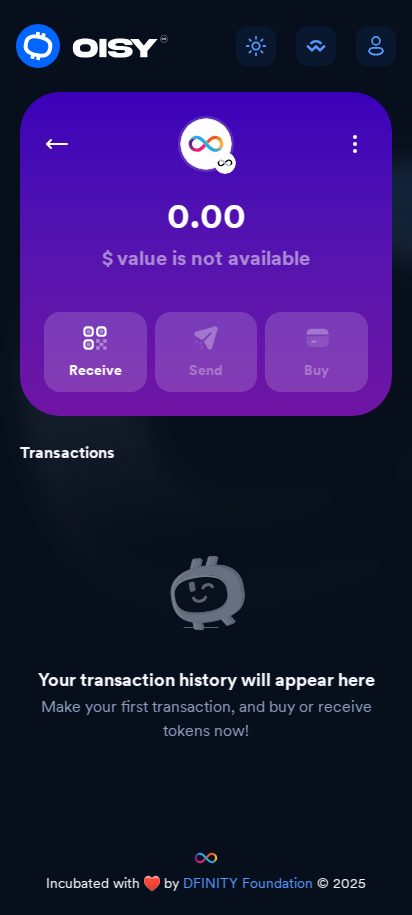 OISY
0.00
$ value is not available
Receive
Send
Buy
Transactions
Your transaction history will appear here
Make your first transaction, and buy or receive
tokens now!
Incubated with ❤️ by DFINITY Foundation © 2025